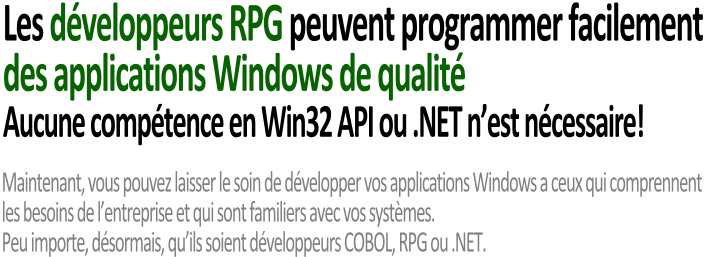 Les développeurs RPG peuvent programmer facilement
des applications Windows de qualité
Aucune compétence en Win32 API ou .NET n’est nécessaire!
Maintenant, vous pouvez laisser le soin de développer vos applications Windows a ceux qui comprennent
les besoins de l’entreprise et qui sont familiers avec vos systèmes.
Peu importe, désormais, qu’ils soient développeurs COBOL, RPG ou .NET.